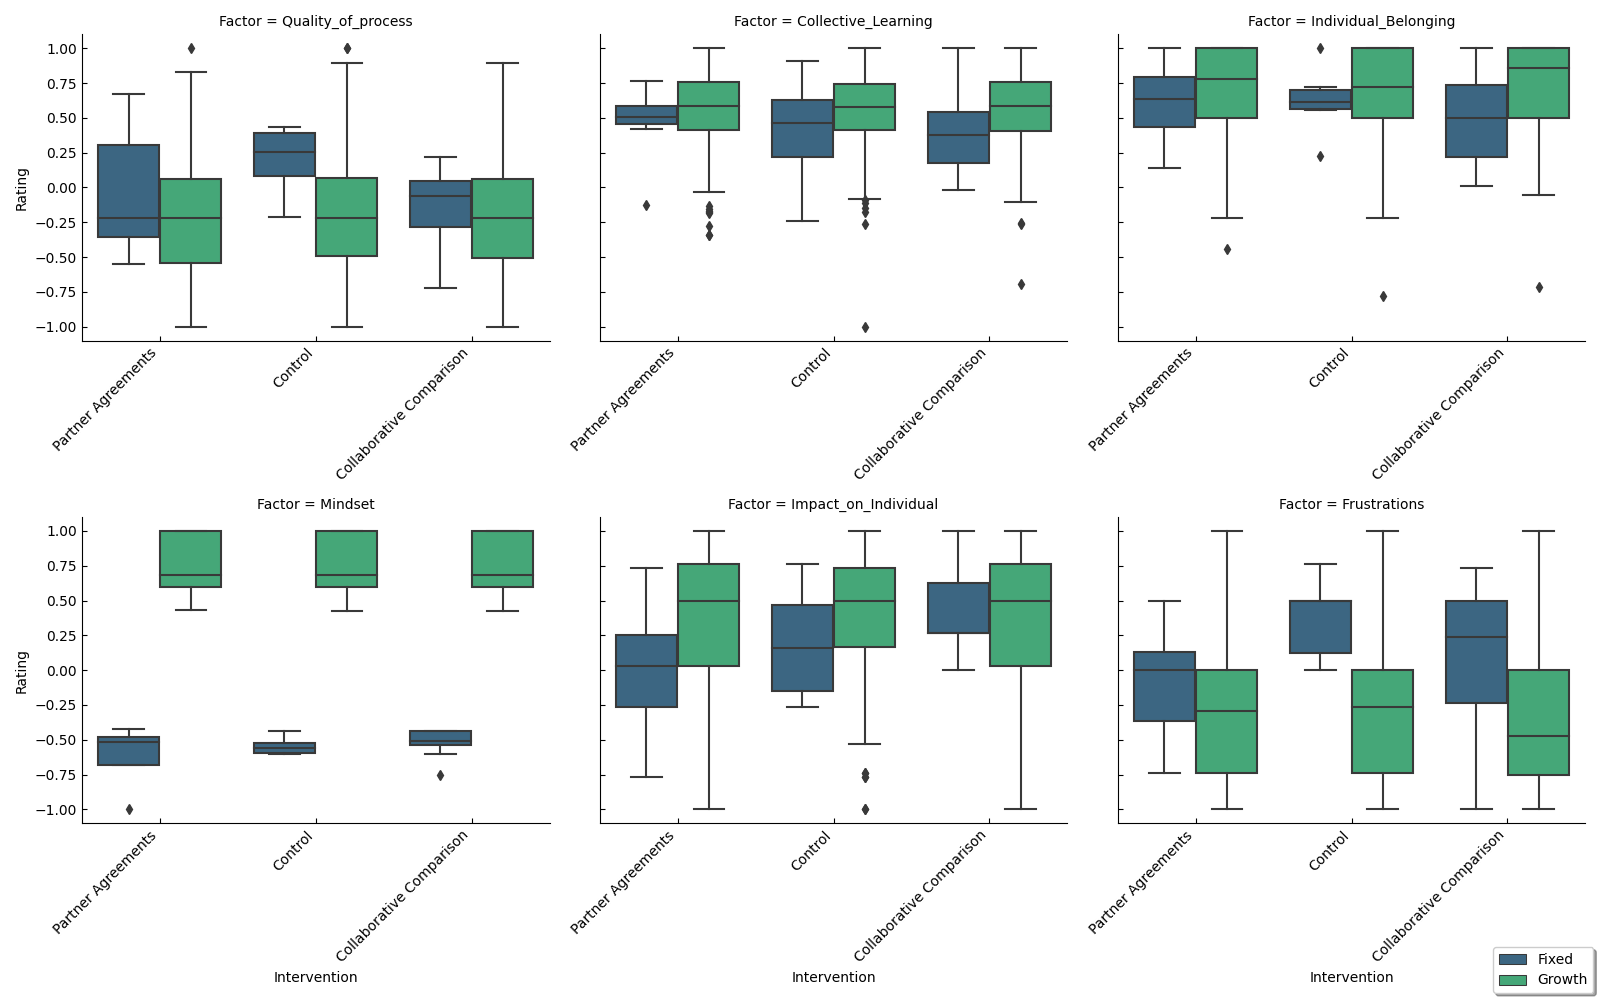 Factor = Quality_of_process
Factor = Collective_Learning
Factor = Individual_Belonging
Rating
1.00
0.75
0.50
0.25
0.00
−0.25
−0.50
−0.75
−1.00
Partner Agreements
Control
Collaborative Comparison
Partner Agreements
Control
Collaborative Comparison
Partner Agreements
Control
Collaborative Comparison
Factor = Mindset
Factor = Impact_on_Individual
Factor = Frustrations
Rating
1.00
0.75
0.50
0.25
0.00
−0.25
−0.50
−0.75
−1.00
Partner Agreements
Control
Collaborative Comparison
Partner Agreements
Control
Collaborative Comparison
Partner Agreements
Control
Collaborative Comparison
Intervention
Intervention
Intervention
Fixed
Growth